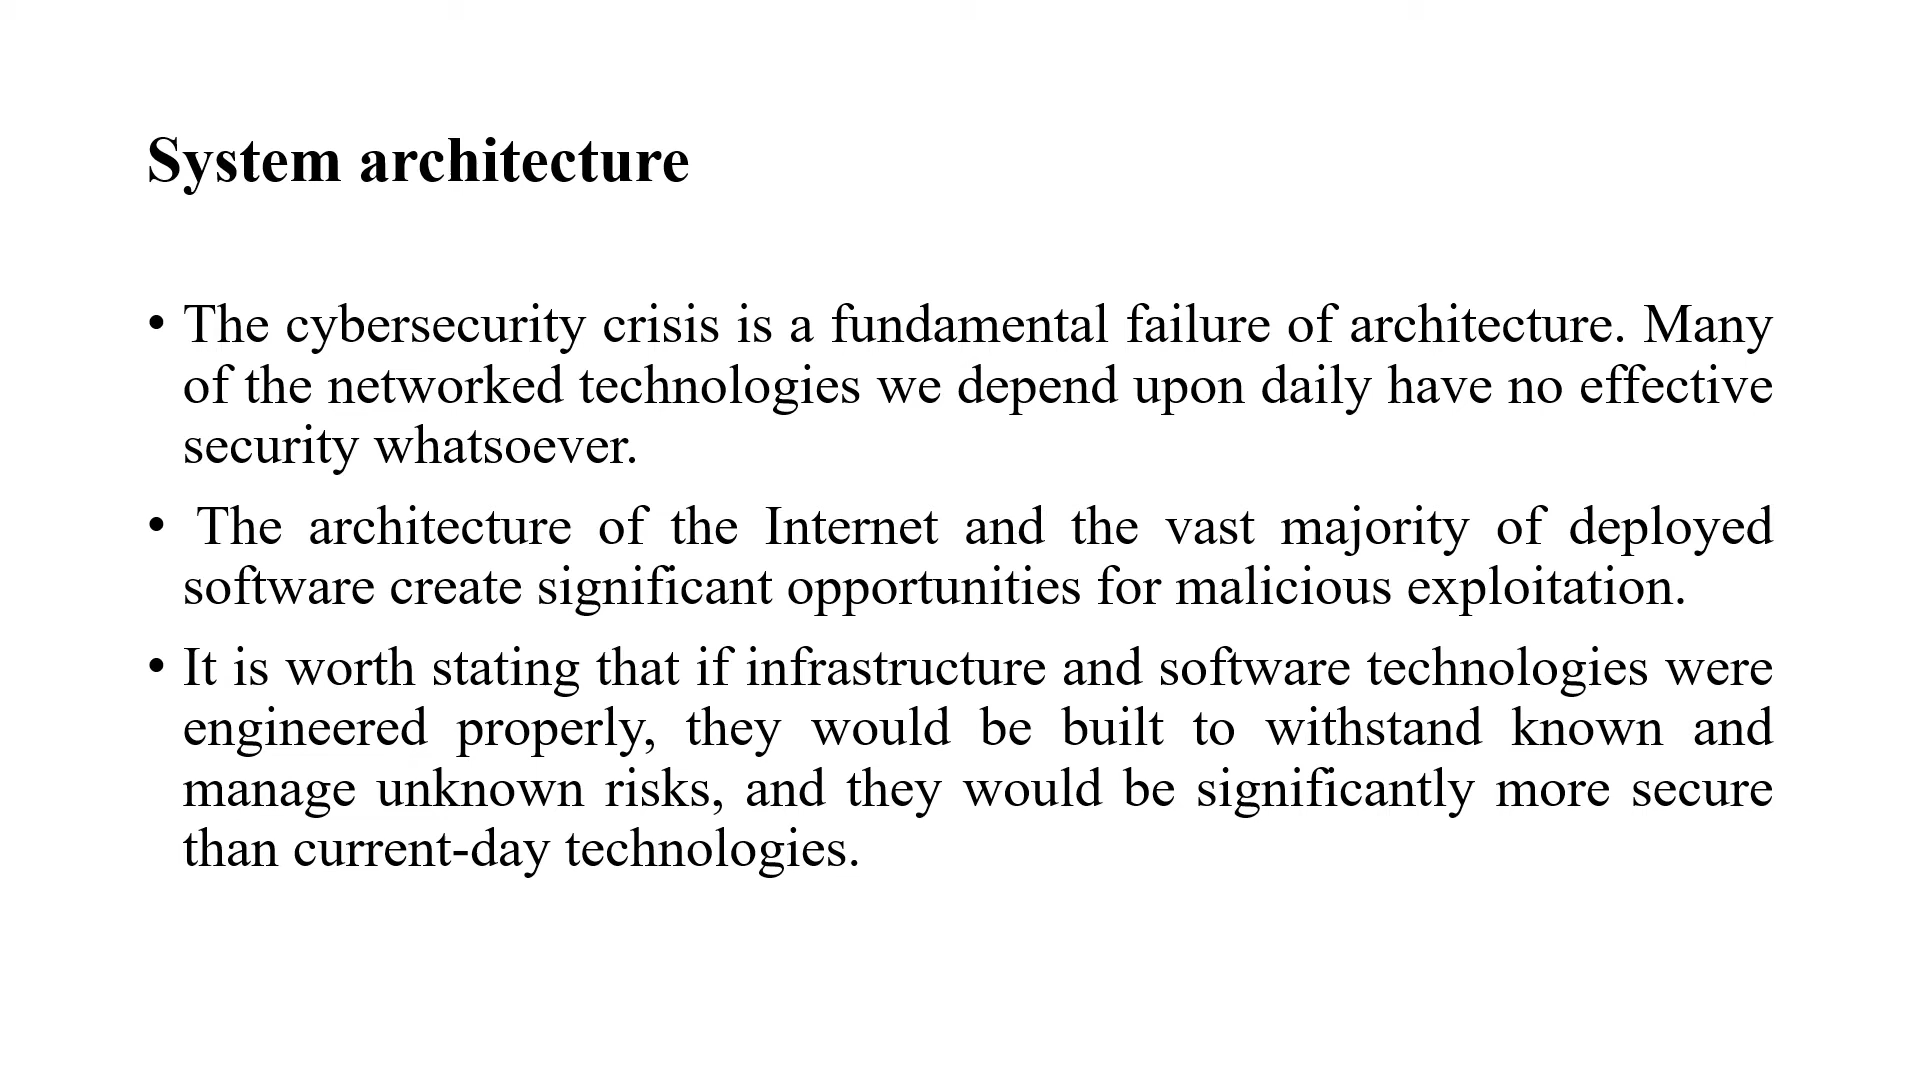 System architecture
• The cybersecurity crisis is a fundamental failure of architecture. Many
of the networked technologies we depend upon daily have no effective
security whatsoever.
• The architecture of the Internet and the vast majority of deployed
software create significant opportunities for malicious exploitation.
• It is worth stating that if infrastructure and software technologies were
engineered properly, they would be built to withstand known and
manage unknown risks, and they would be significantly more secure
than current-day technologies.